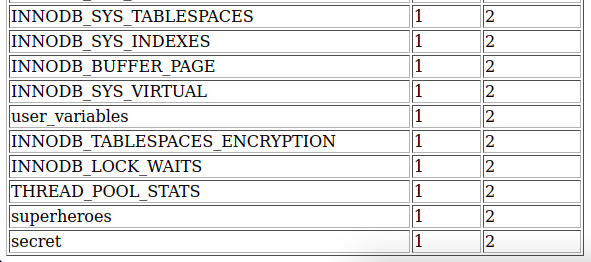 INNODB_SYS_TABLESPACES 1 2
INNODB_SYS_INDEXES 1 2
INNODB_BUFFER_PAGE 1 2
INNODB_SYS_VIRTUAL 1 2
user_variables 1 2
INNODB_TABLESPACES_ENCRYPTION 1 2
INNODB_LOCK_WAITS 1 2
THREAD_POOL_STATS 1 2
superheroes 1 2
secret 1 2